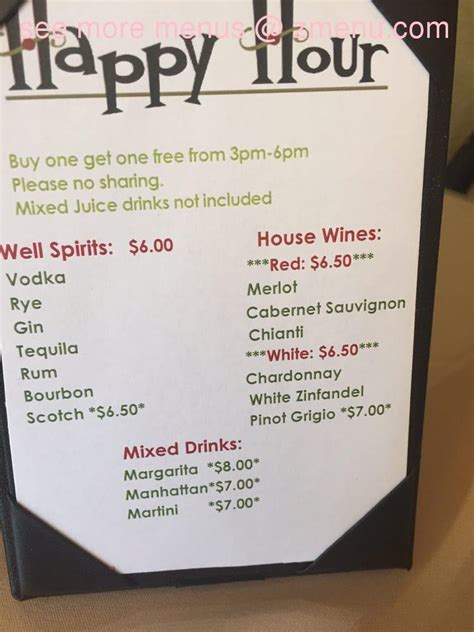 see more menus @ zmenu.com
Happy Hour
Buy one get one free from 3pm-6pm
Please no sharing.
Mixed Juice drinks not included
Well Spirits: $6.00
Vodka
Rye
Gin
Tequila
Rum
Bourbon
Scotch *$6.50*
House Wines:
***Red: $6.50***
Merlot
Cabernet Sauvignon
Chianti
***White: $6.50***
Chardonnay
White Zinfandel
Pinot Grigio *$7.00*
Mixed Drinks:
Margarita *$8.00*
Manhattan*$7.00*
Martini *$7.00*